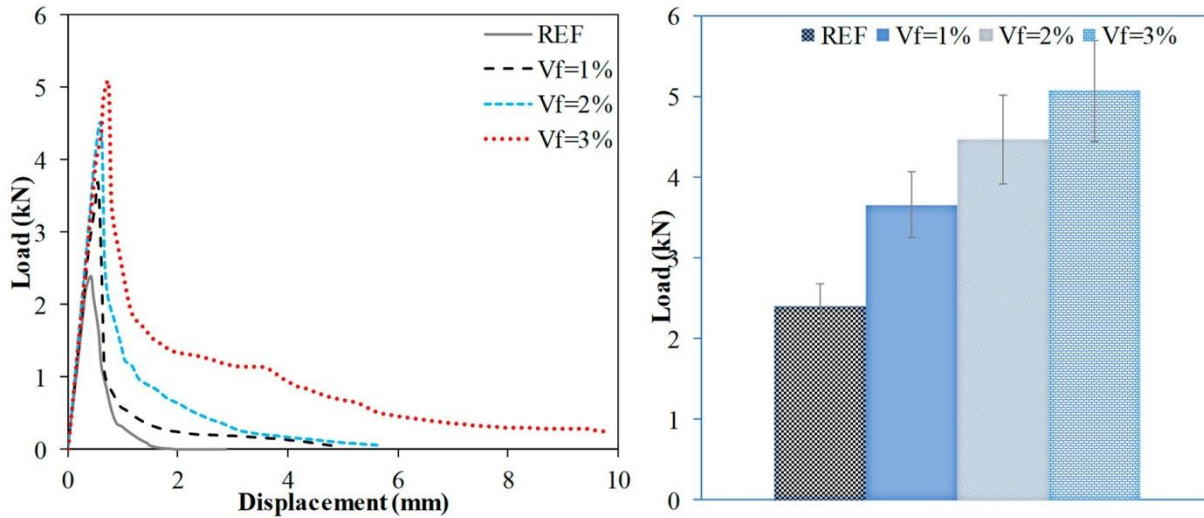 6
5
4
3
2
1
0
Load (kN)
0 2 4 6 8 10
Displacement (mm)
REF
Vf=1%
Vf=2%
Vf=3%
6
5
4
3
2
1
0
Load (kN)
REF Vf=1% Vf=2% Vf=3%